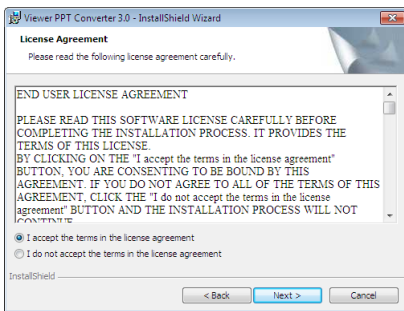 Viewer PPT Converter 3.0 - InstallShield Wizard
License Agreement
Please read the following license agreement carefully.
END USER LICENSE AGREEMENT
PLEASE READ THIS SOFTWARE LICENSE CAREFULLY BEFORE
COMPLETING THE INSTALLATION PROCESS. IT PROVIDES THE
TERMS OF THIS LICENSE.
BY CLICKING ON THE "I accept the terms in the license agreement"
BUTTON, YOU ARE CONSENTING TO BE BOUND BY THIS
AGREEMENT. IF YOU DO NOT AGREE TO ALL OF THE TERMS OF THIS
AGREEMENT, CLICK THE "I do not accept the terms in the license
agreement" BUTTON AND THE INSTALLATION PROCESS WILL NOT
CONTINUE
I accept the terms in the license agreement
I do not accept the terms in the license agreement
InstallShield
< Back
Next >
Cancel